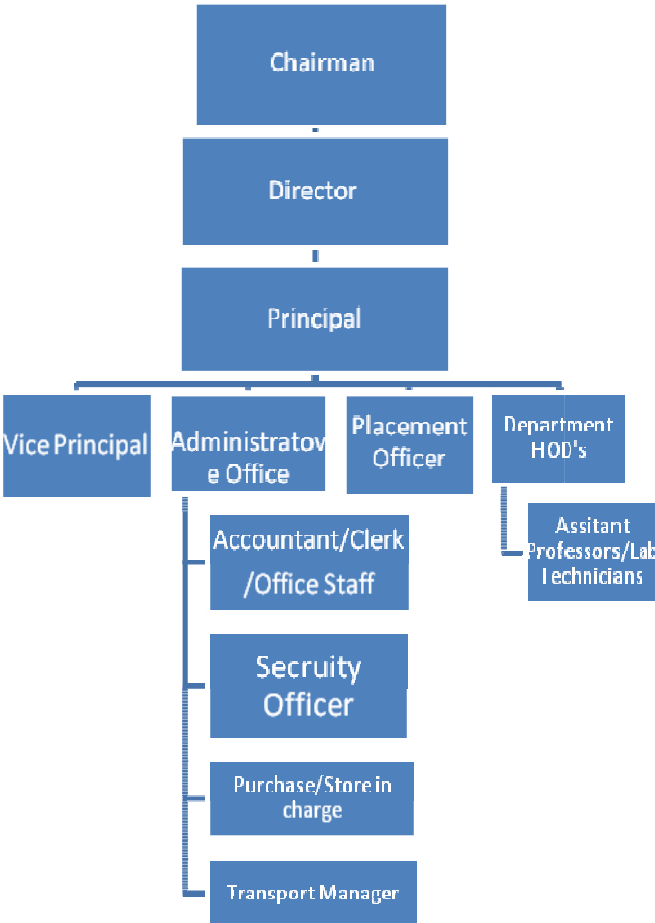 Chairman
Director
Principal
Vice Principal
Administratov
e Office
Placement
Officer
Department
HOD's
Accountant/Clerk
/Office Staff
Assitant
Professors/Lab
Technicians
Secruity
Officer
Purchase/Store in
charge
Transport Manager